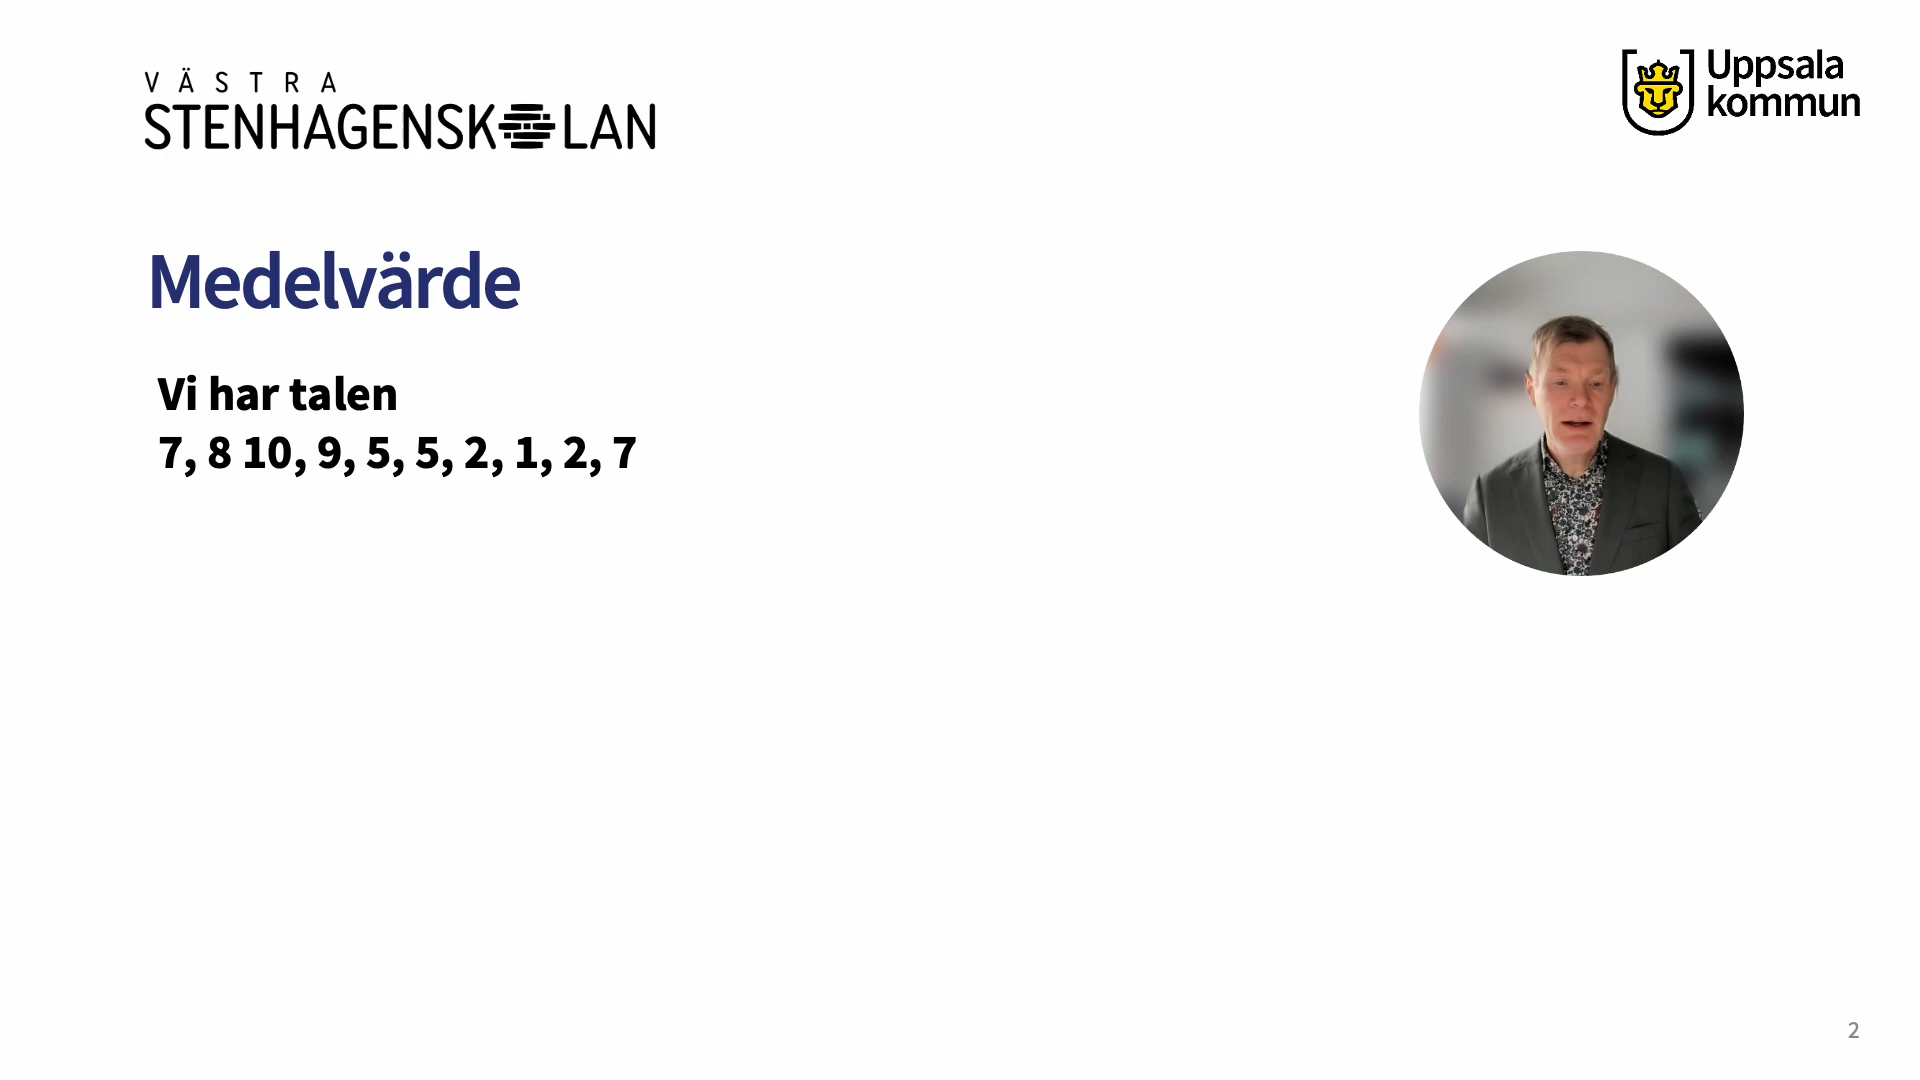 VÄSTRA
STENHAGENSKOLAN
Uppsala
kommun
Medelvärde
Vi har talen
7, 8 10, 9, 5, 5, 2, 1, 2, 7
2